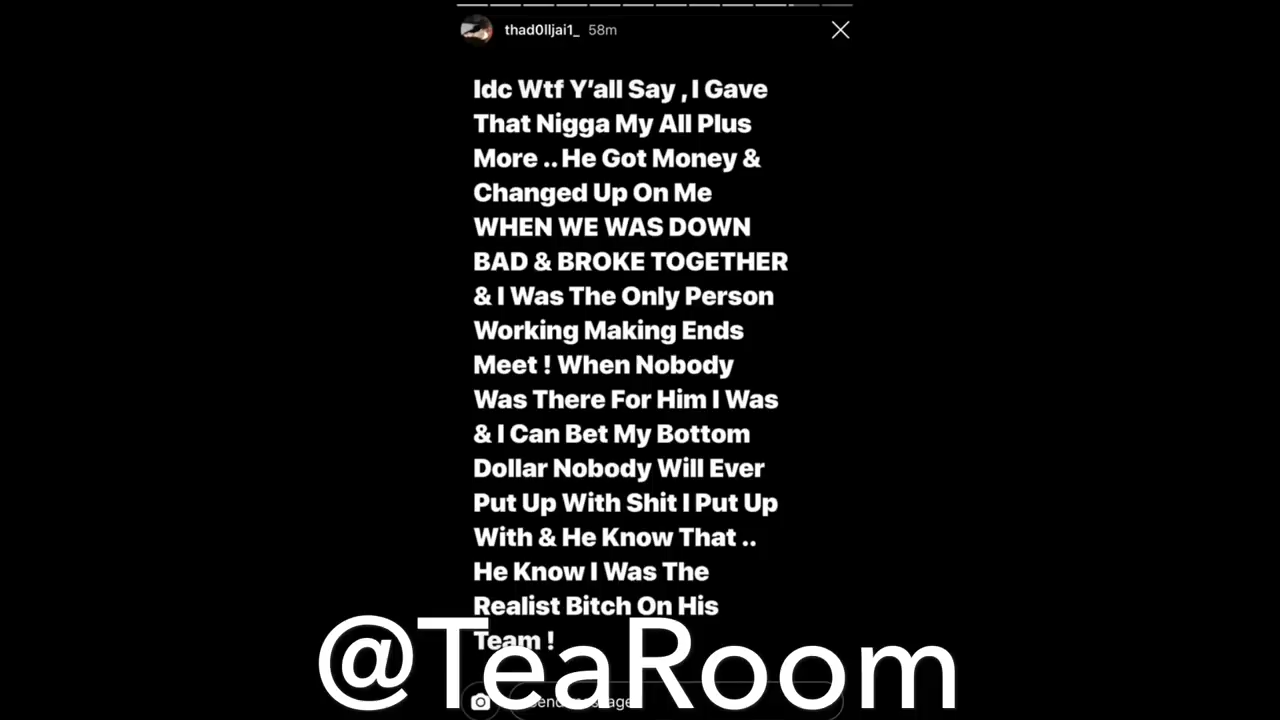 thad0lljai1_ 58m
Idc Wtf Y'all Say , I Gave
That Nigga My All Plus
More .. He Got Money &
Changed Up On Me
WHEN WE WAS DOWN
BAD & BROKE TOGETHER
& I Was The Only Person
Working Making Ends
Meet ! When Nobody
Was There For Him I Was
& I Can Bet My Bottom
Dollar Nobody Will Ever
Put Up With Shit I Put Up
With & He Know That ..
He Know I Was The
Realist Bitch On His
Team !
@TeaRoom